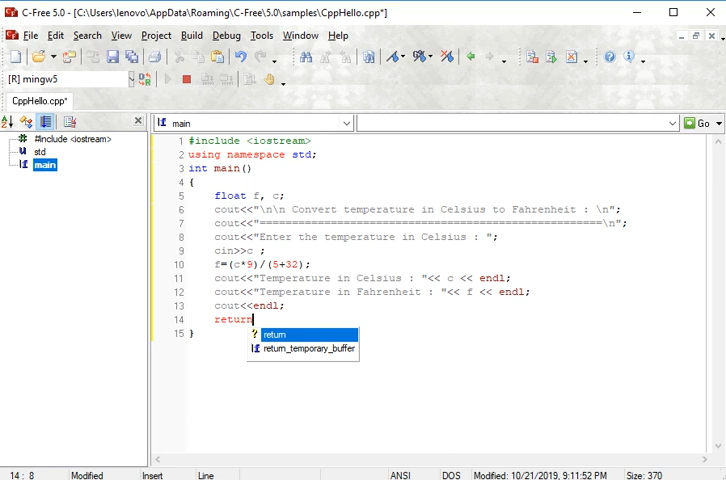 C-Free 5.0 - [C:\Users\lenovo\AppData\Roaming\C-Free\5.0\samples\CppHello.cpp*]
File Edit Search View Project Build Debug Tools Window Help
[R] mingw5
CppHello.cpp*
#include <iostream>
std
main
main
Go
1 #include <iostream>
2 using namespace std;
3 int main()
4 {
5 float f, c;
6 cout<<"\n\n Convert temperature in Celsius to Fahrenheit : \n";
7 cout<<"=====================================================\n";
8 cout<<"Enter the temperature in Celsius : ";
9 cin>>c ;
10 f=(c*9)/(5+32);
11 cout<<"Temperature in Celsius : "<< c << endl;
12 cout<<"Temperature in Fahrenheit : "<< f << endl;
13 cout<<endl;
14 return
15 }
? return
return_temporary_buffer
14 : 8 Modified Insert Line ANSI DOS Modified: 10/21/2019, 9:11:52 PM Size: 370